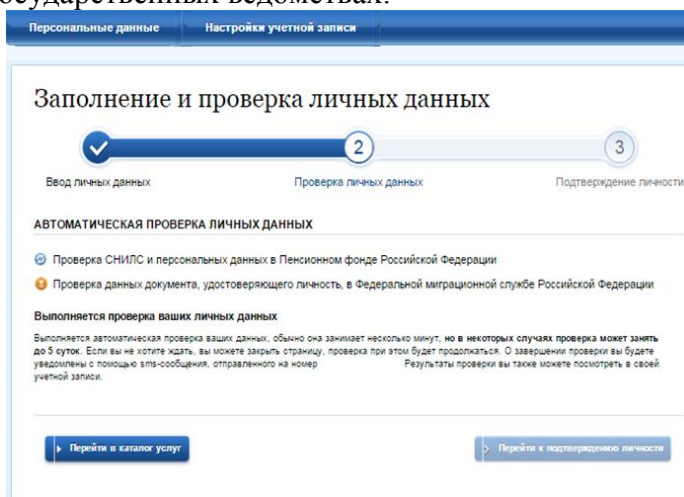 осударственных ведомствах.
Персональные данные Настройки учетной записи
Заполнение и проверка личных данных
2 3
Ввод личных данных Проверка личных данных Подтверждение личности
АВТОМАТИЧЕСКАЯ ПРОВЕРКА ЛИЧНЫХ ДАННЫХ
Проверка СНИЛС и персональных данных в Пенсионном фонде Российской Федерации
Проверка данных документа, удостоверяющего личность, в Федеральной миграционной службе Российской Федерации
Выполняется проверка ваших личных данных
Выполняется автоматическая проверка ваших данных, обычно она занимает несколько минут, но в некоторых случаях проверка может занять
до 5 суток. Если вы не хотите ждать, вы можете закрыть страницу, проверка при этом будет продолжаться. О завершении проверки вы будете
уведомлены с помощью sms-сообщения, отправленного на номер Результаты проверки вы также можете посмотреть в своей
учетной записи.
Перейти в каталог услуг Перейти к подтверждению личности